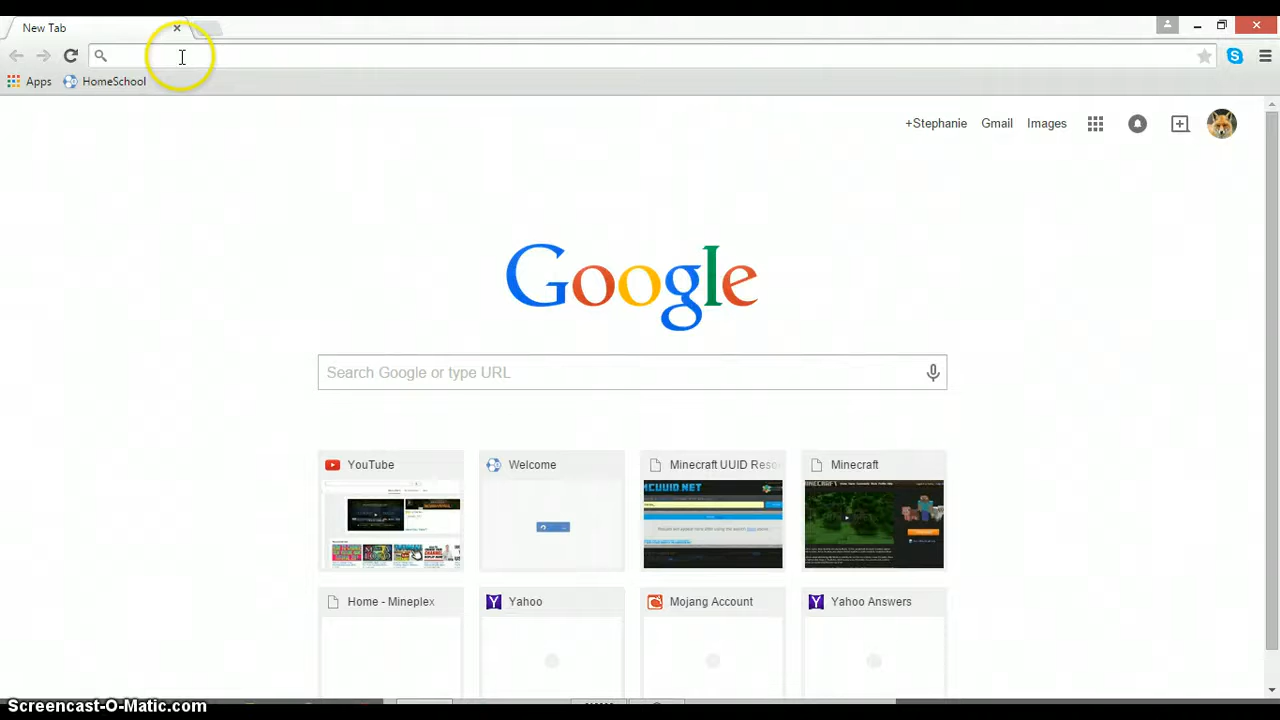 New Tab
Apps HomeSchool
+Stephanie Gmail Images
Google
Search Google or type URL
YouTube Welcome Minecraft UUID Reso Minecraft
MCUUID NET
Home - Mineplex Yahoo Mojang Account Yahoo Answers
Screencast-O-Matic.com